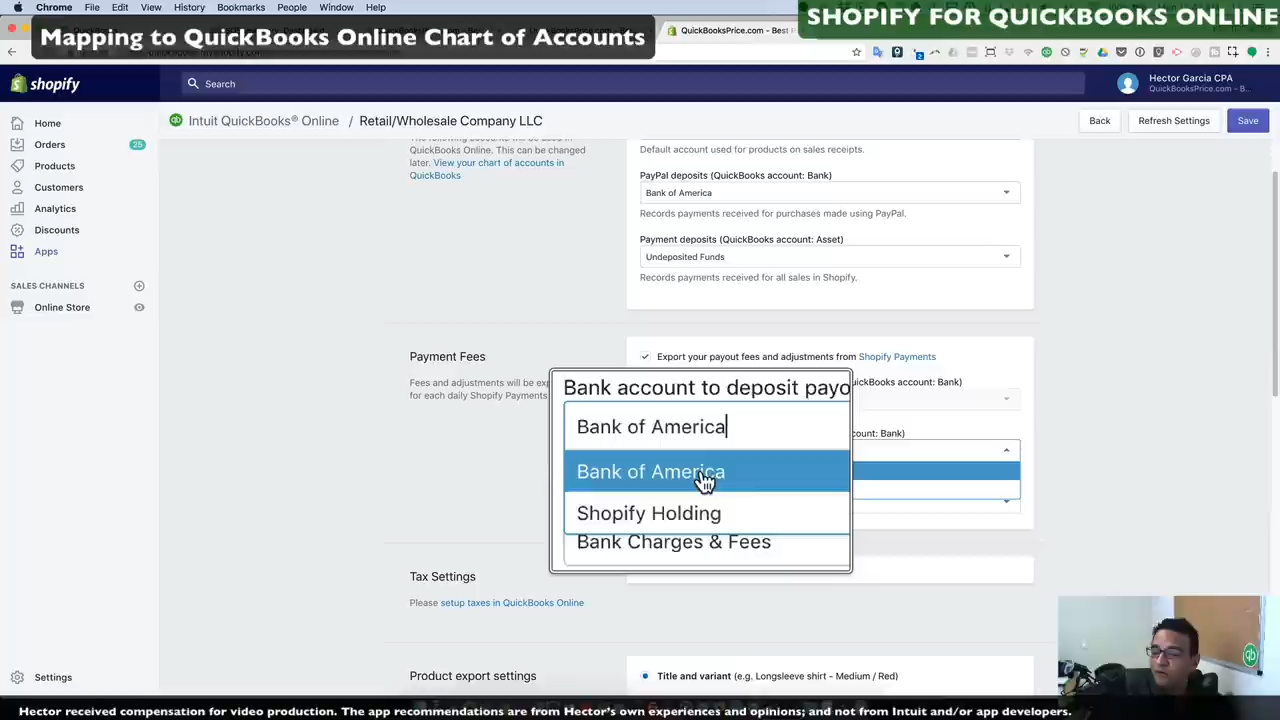 Chrome File Edit View History Bookmarks People Window Help
SHOPIFY FOR QUICKBOOKS ONLINE
Mapping to QuickBooks Online Chart of Accounts
QuickBooksPrice.com - Best P
shopify
Search
Hector Garcia CPA
QuickBooksPrice.com - B...
Intuit QuickBooks® Online / Retail/Wholesale Company LLC
Back
Refresh Settings
Save
Home
Orders 25
Products
Customers
Analytics
Discounts
Apps
SALES CHANNELS
Online Store
Settings
QuickBooks Online. This can be changed
later. View your chart of accounts in
QuickBooks
Default account used for products on sales receipts.
PayPal deposits (QuickBooks account: Bank)
Bank of America
Records payments received for purchases made using PayPal.
Payment deposits (QuickBooks account: Asset)
Undeposited Funds
Records payments received for all sales in Shopify.
Payment Fees
Fees and adjustments will be exp
for each daily Shopify Payments
Export your payout fees and adjustments from Shopify Payments
uickBooks account: Bank)
count: Bank)
Bank account to deposit payo
Bank of America
Bank of America
Shopify Holding
Bank Charges & Fees
Tax Settings
Please setup taxes in QuickBooks Online
Product export settings
Title and variant (e.g. Longsleeve shirt - Medium / Red)
Hector received compensation for video production. The app recommendations are from Hector's own experiences and opinions; and not from Intuit and/or app developers.